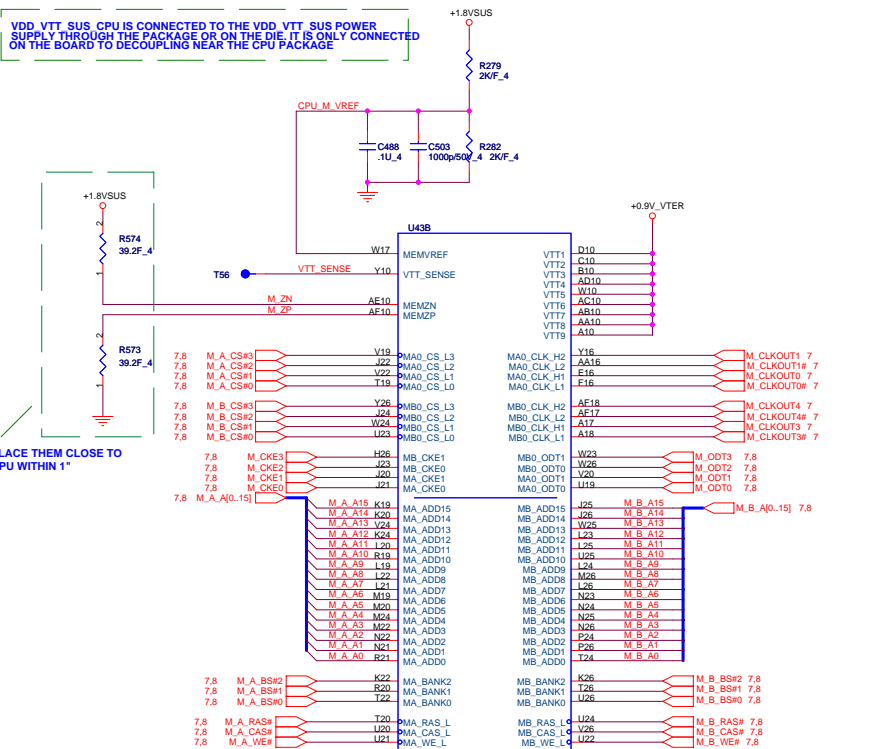 VDD_VTT_SUS_CPU IS CONNECTED TO THE VDD_VTT_SUS POWER
SUPPLY THROUGH THE PACKAGE OR ON THE DIE. IT IS ONLY CONNECTED
ON THE BOARD TO DECOUPLING NEAR THE CPU PACKAGE
+1.8VSUS
R279
2K/F_4
CPU_M_VREF
C488
.1U_4
C503
1000p/50V_4
R282
2K/F_4
+1.8VSUS
2
R574
39.2F_4
1
2
R573
39.2F_4
1
LACE THEM CLOSE TO
PU WITHIN 1"
+0.9V_VTER
U43B
W17 MEMVREF
T56 VTT_SENSE Y10 VTT_SENSE
M_ZN AE10 MEMZN
M_ZP AF10 MEMZP
VTT1 D10
VTT2 C10
VTT3 B10
VTT4 AD10
VTT5 W10
VTT6 AC10
VTT7 AB10
VTT8 AA10
VTT9 A10
7,8 M_A_CS#3 V19 MA0_CS_L3 MA0_CLK_H2 Y16 M_CLKOUT1 7
7,8 M_A_CS#2 J22 MA0_CS_L2 MA0_CLK_L2 AA16 M_CLKOUT1# 7
7,8 M_A_CS#1 V22 MA0_CS_L1 MA0_CLK_H1 E16 M_CLKOUT0 7
7,8 M_A_CS#0 T19 MA0_CS_L0 MA0_CLK_L1 F16 M_CLKOUT0# 7
7,8 M_B_CS#3 Y26 MB0_CS_L3 MB0_CLK_H2 AF18 M_CLKOUT4 7
7,8 M_B_CS#2 J24 MB0_CS_L2 MB0_CLK_L2 AF17 M_CLKOUT4# 7
7,8 M_B_CS#1 W24 MB0_CS_L1 MB0_CLK_H1 A17 M_CLKOUT3 7
7,8 M_B_CS#0 U23 MB0_CS_L0 MB0_CLK_L1 A18 M_CLKOUT3# 7
7,8 M_CKE3 H26 MB_CKE1 MB0_ODT1 W23 M_ODT3 7,8
7,8 M_CKE2 J23 MB_CKE0 MB0_ODT0 W26 M_ODT2 7,8
7,8 M_CKE1 J20 MA_CKE1 MA0_ODT1 V20 M_ODT1 7,8
7,8 M_CKE0 J21 MA_CKE0 MA0_ODT0 U19 M_ODT0 7,8
7,8 M_A_A[0..15]
M_B_A[0..15] 7,8
M_A_A15 K19 MA_ADD15 MB_ADD15 J25 M_B_A15
M_A_A14 K20 MA_ADD14 MB_ADD14 J26 M_B_A14
M_A_A13 V24 MA_ADD13 MB_ADD13 W25 M_B_A13
M_A_A12 K24 MA_ADD12 MB_ADD12 L23 M_B_A12
M_A_A11 L20 MA_ADD11 MB_ADD11 L25 M_B_A11
M_A_A10 R19 MA_ADD10 MB_ADD10 U25 M_B_A10
M_A_A9 L19 MA_ADD9 MB_ADD9 L24 M_B_A9
M_A_A8 L22 MA_ADD8 MB_ADD8 M26 M_B_A8
M_A_A7 L21 MA_ADD7 MB_ADD7 L26 M_B_A7
M_A_A6 M19 MA_ADD6 MB_ADD6 N23 M_B_A6
M_A_A5 M20 MA_ADD5 MB_ADD5 N24 M_B_A5
M_A_A4 M24 MA_ADD4 MB_ADD4 N25 M_B_A4
M_A_A3 M22 MA_ADD3 MB_ADD3 N26 M_B_A3
M_A_A2 N22 MA_ADD2 MB_ADD2 P24 M_B_A2
M_A_A1 N21 MA_ADD1 MB_ADD1 P26 M_B_A1
M_A_A0 R21 MA_ADD0 MB_ADD0 T24 M_B_A0
7,8 M_A_BS#2 K22 MA_BANK2 MB_BANK2 K26 M_B_BS#2 7,8
7,8 M_A_BS#1 R20 MA_BANK1 MB_BANK1 T26 M_B_BS#1 7,8
7,8 M_A_BS#0 T22 MA_BANK0 MB_BANK0 U26 M_B_BS#0 7,8
7,8 M_A_RAS# T20 MA_RAS_L MB_RAS_L U24 M_B_RAS# 7,8
7,8 M_A_CAS# U20 MA_CAS_L MB_CAS_L V26 M_B_CAS# 7,8
7,8 M_A_WE# U21 MA_WE_L MB_WE_L U22 M_B_WE# 7,8